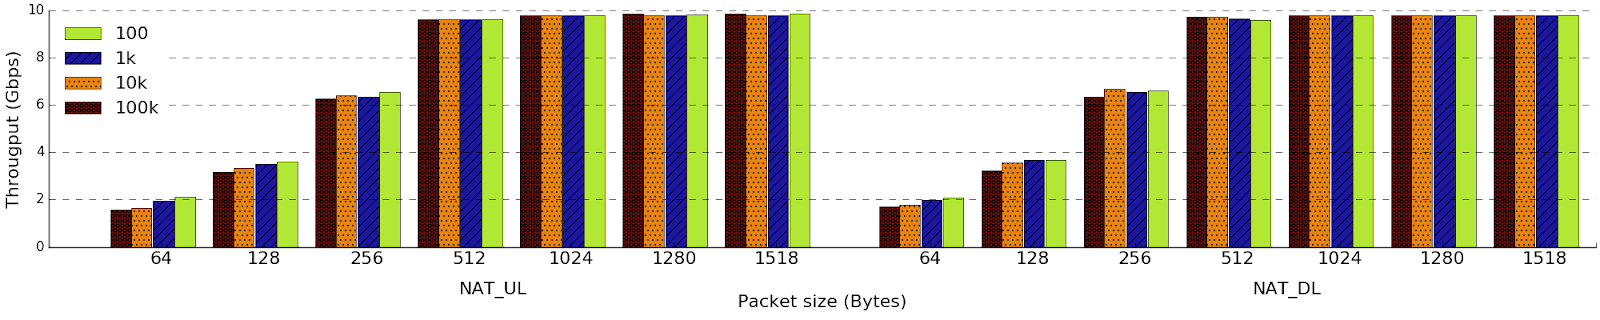 Througput (Gbps)
10
8
6
4
2
0
100
1k
10k
100k
64 128 256 512 1024 1280 1518 64 128 256 512 1024 1280 1518
NAT_UL NAT_DL
Packet size (Bytes)